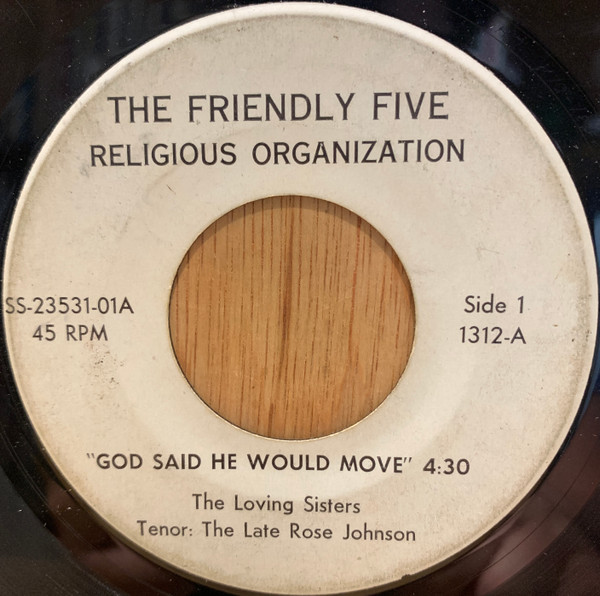 THE FRIENDLY FIVE
RELIGIOUS ORGANIZATION
SS-23531-01A
45 RPM
Side 1
1312-A
"GOD SAID HE WOULD MOVE" 4:30
The Loving Sisters
Tenor: The Late Rose Johnson